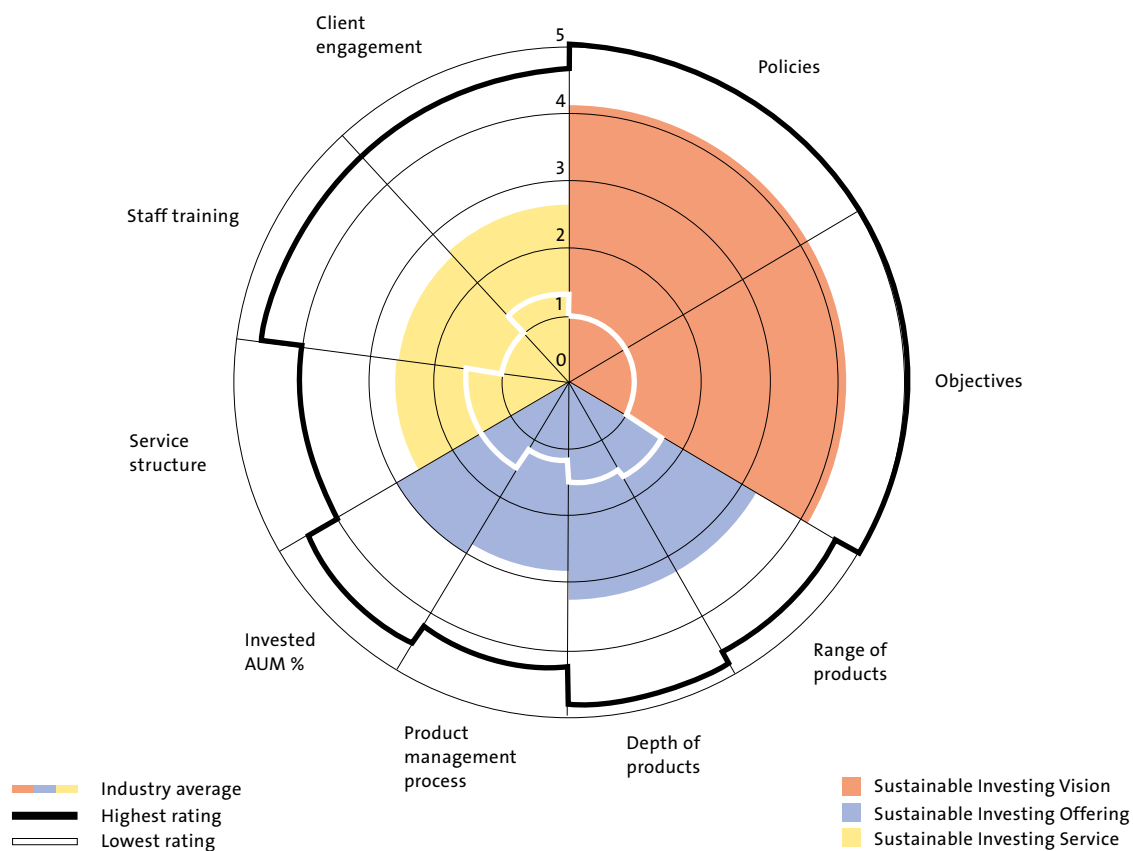 Client
engagement
5
Policies
4
3
Staff training
2
1
0
Objectives
Service
structure
Invested
AUM %
Range of
products
Product
management
process
Depth of
products
Industry average
Highest rating
Lowest rating
Sustainable Investing Vision
Sustainable Investing Offering
Sustainable Investing Service